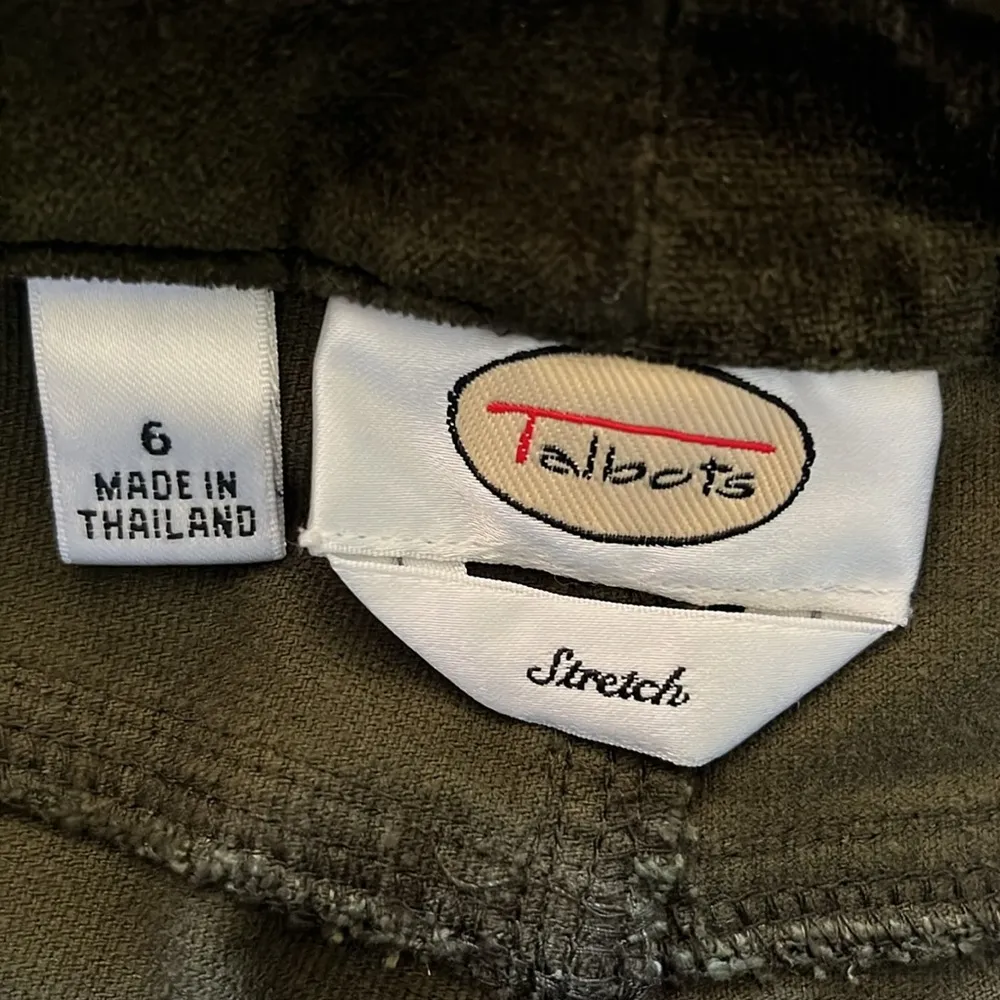 6
MADE IN
THAILAND
Talbots
Stretch